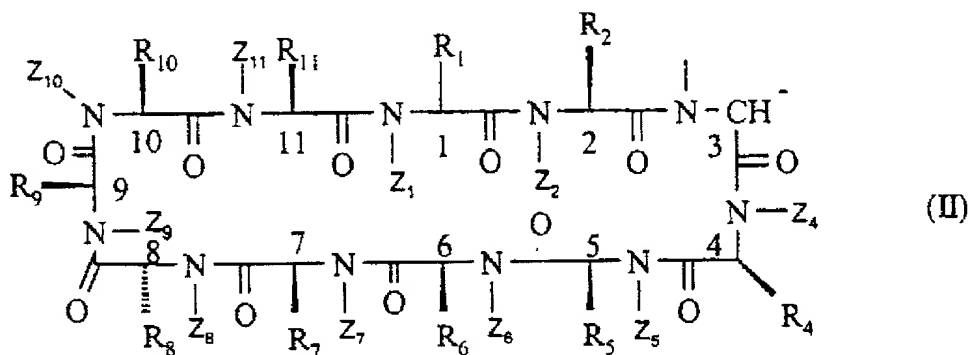 R₁₀ Z₁₁ R₁₁ R₁ R₂
Z₁₀ N N N N N CH⁻
10 O 11 O 1 O 2 O 3
O R₉ 9 Z₁ Z₂ O
N Z₉ O N Z₄ (II)
8 N 7 N 6 N 5 N 4
O R₈ Z₈ O R₇ Z₇ O R₆ Z₆ R₅ Z₅ O R₄